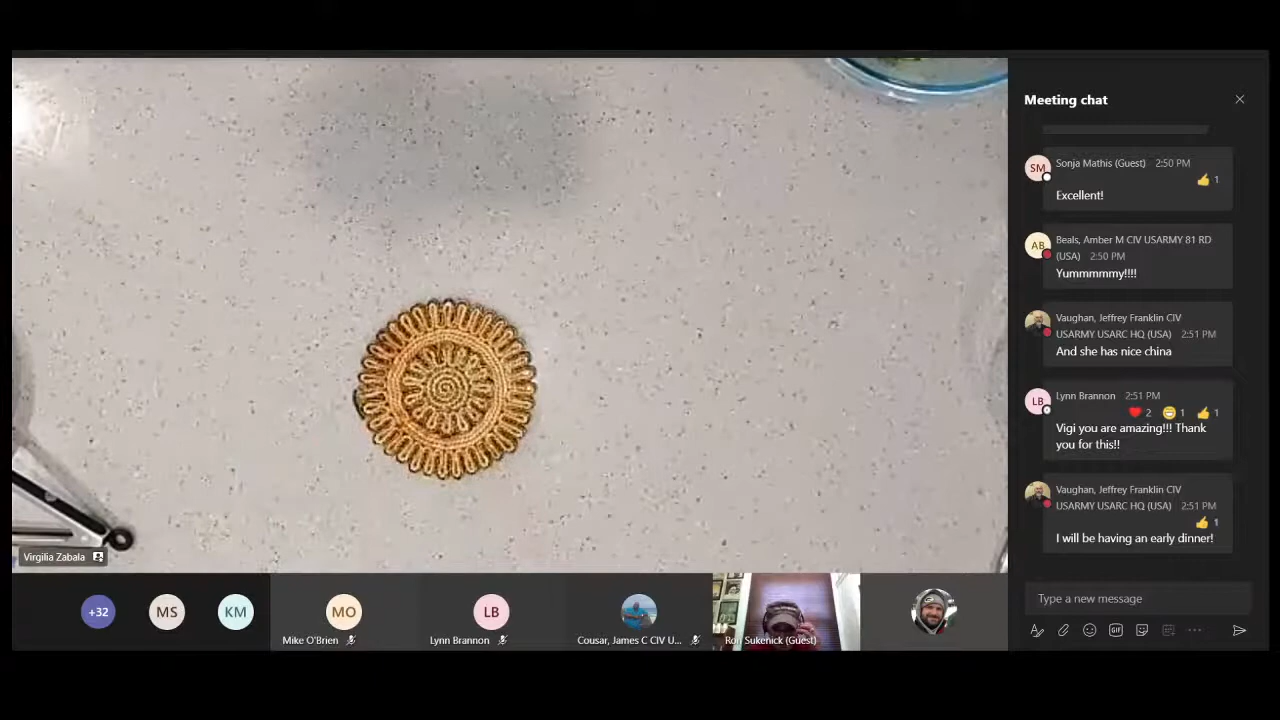 Meeting chat
SM
Sonja Mathis (Guest) 2:50 PM
1
Excellent!
AB
Beals, Amber M CIV USARMY 81 RD
(USA) 2:50 PM
Yummmmmy!!!!
Vaughan, Jeffrey Franklin CIV
USARMY USARC HQ (USA) 2:51 PM
And she has nice china
LB
Lynn Brannon 2:51 PM
2 1 1
Vigi you are amazing!!! Thank
you for this!!
Vaughan, Jeffrey Franklin CIV
USARMY USARC HQ (USA) 2:51 PM
1
I will be having an early dinner!
Type a new message
GIF
Virgilia Zabala
+32
MS
KM
MO
Mike O'Brien
LB
Lynn Brannon
Cousar, James C CIV U...
Ron Sukenick (Guest)